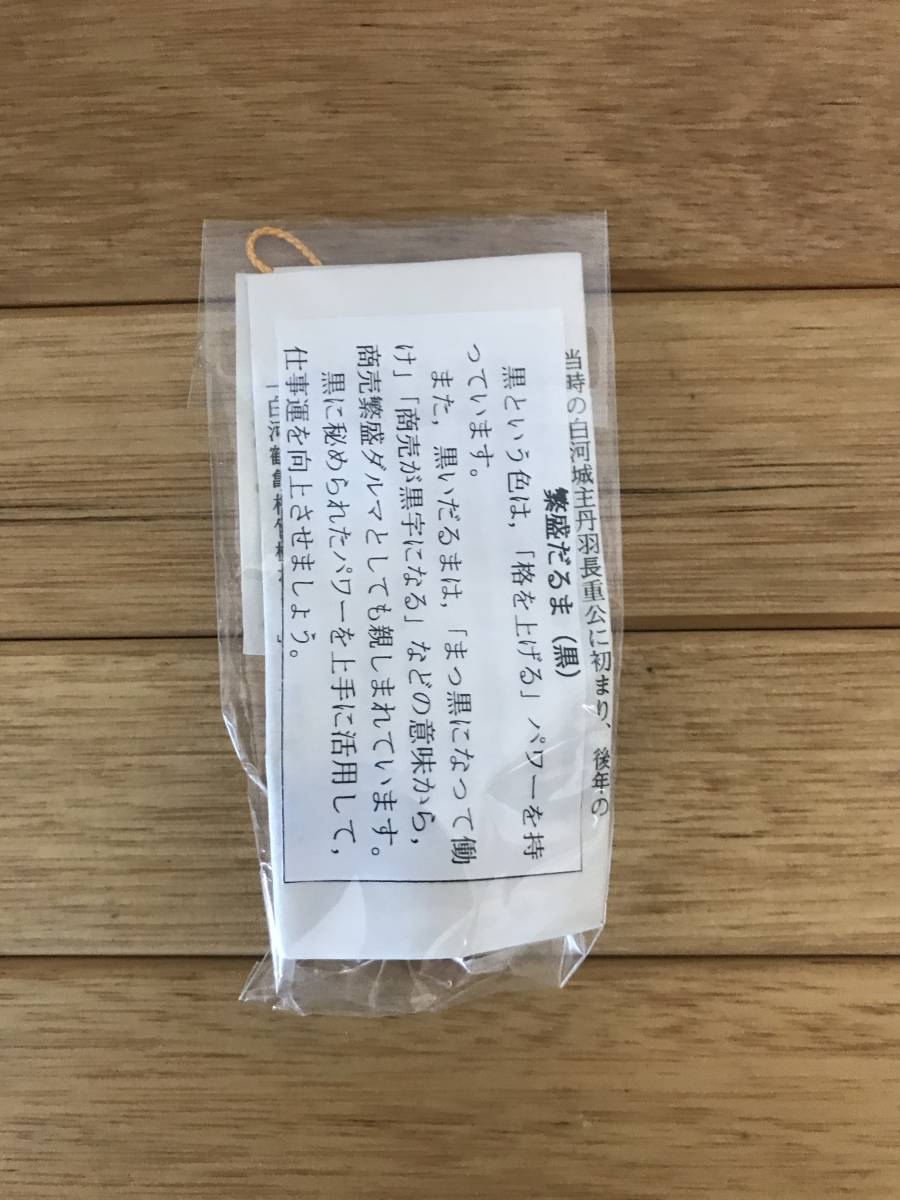 繁盛だるま（黒）
黒という色は，「格を上げる」パワーを持
っています。
また，黒いだるまは，「まっ黒になって働
け」「商売が黒字になる」などの意味から，
商売繁盛ダルマとしても親しまれています。
黒に秘められたパワーを上手に活用して，
仕事運を向上させましょう。
当時の白河城主丹羽長重公に初まり、後年の